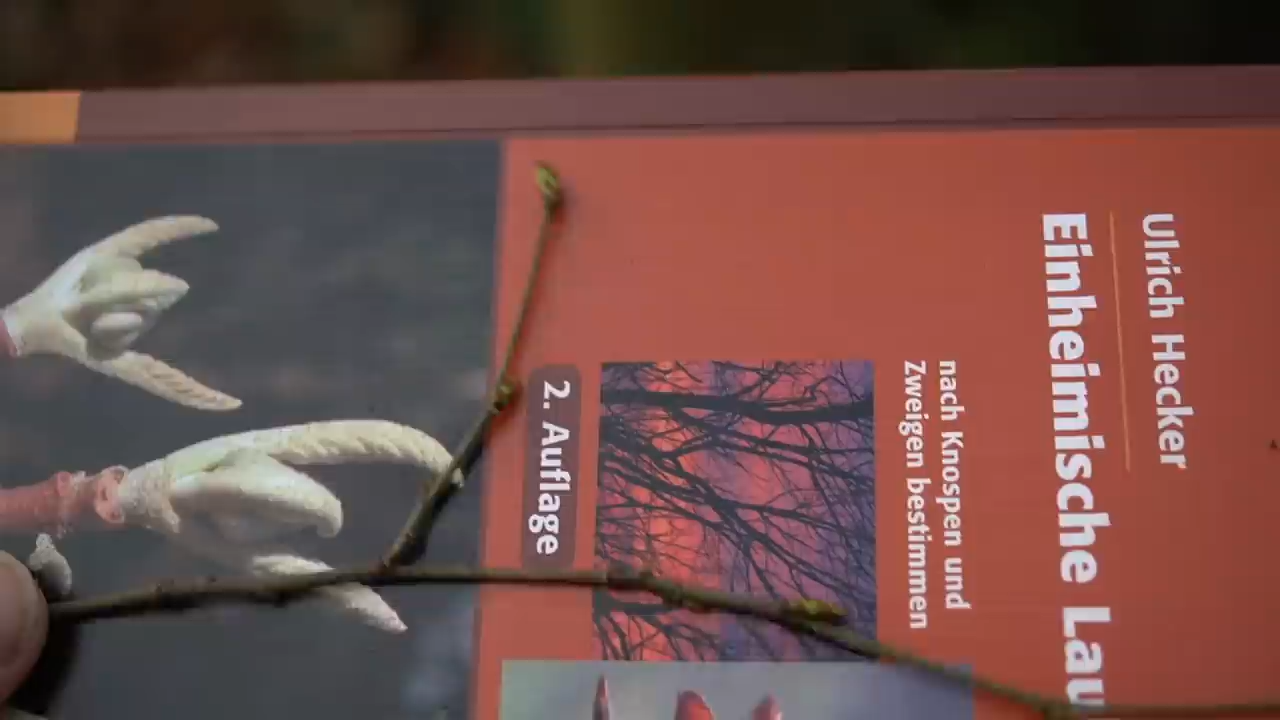 Ulrich Hecker
Einheimische Lau
nach Knospen und
Zweigen bestimmen
2. Auflage